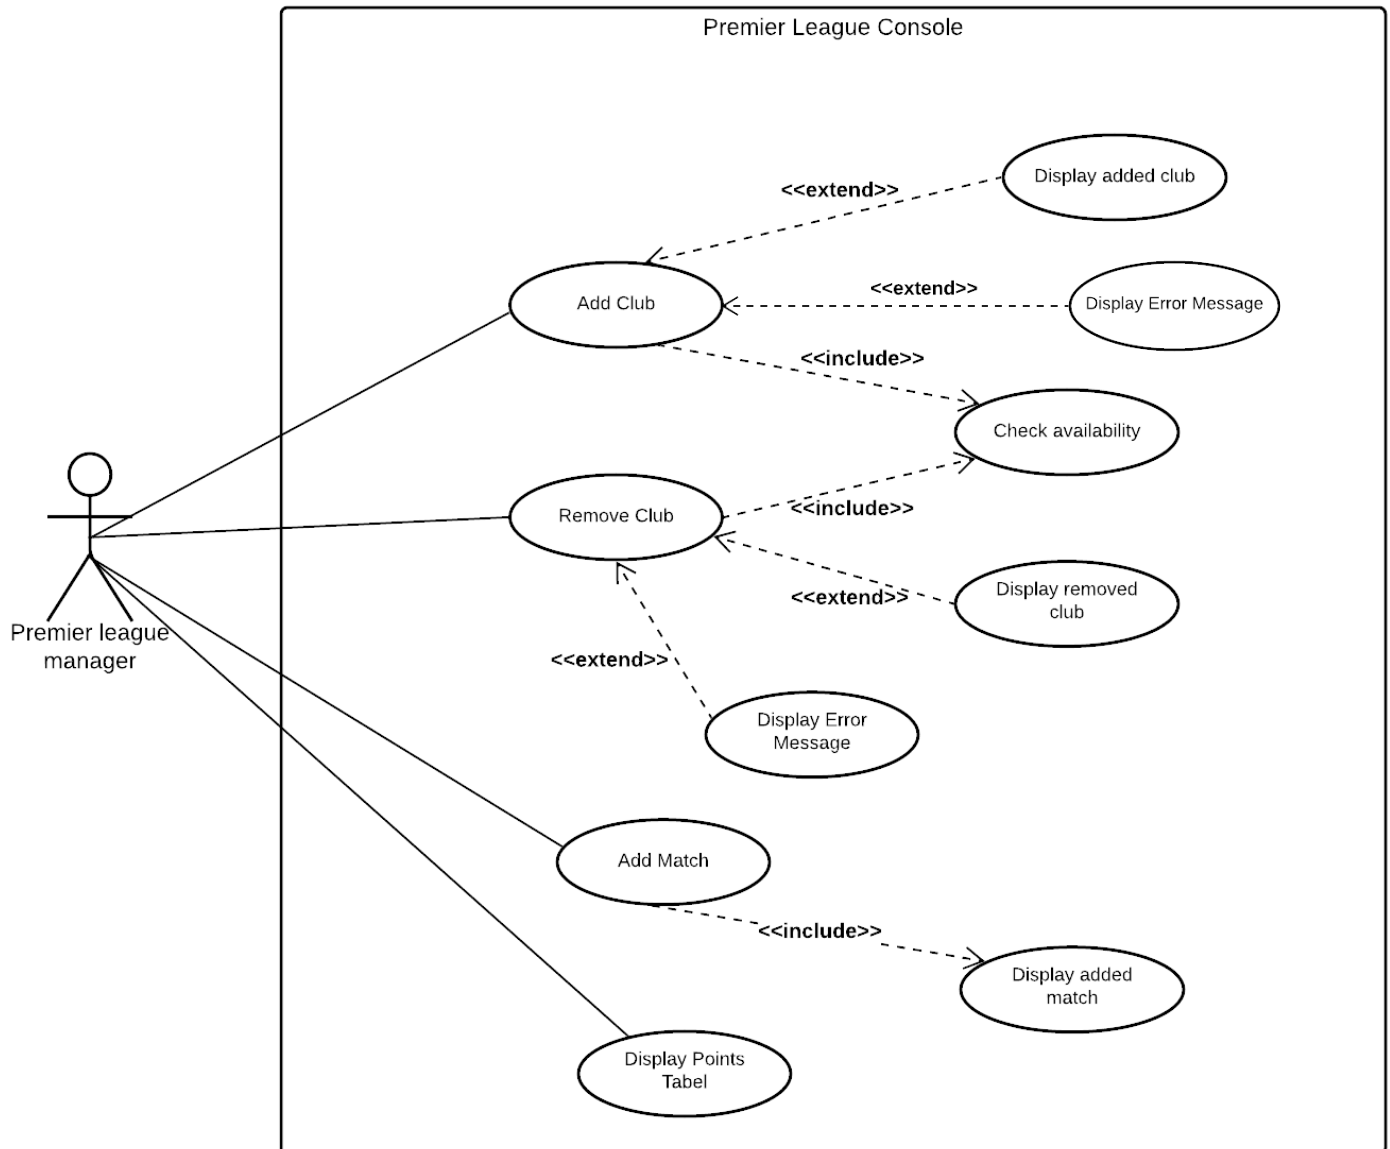 Premier League Console
Display added club
<<extend>>
<<extend>>
Display Error Message
Add Club
<<include>>
Check availability
Remove Club
<<include>>
Display removed
club
<<extend>>
Premier league
manager
<<extend>>
Display Error
Message
Add Match
<<include>>
Display added
match
Display Points
Tabel